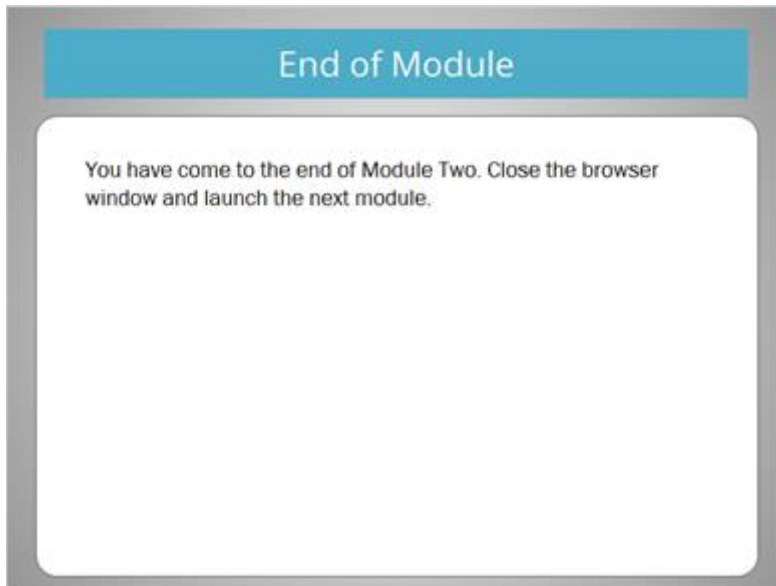 End of Module
You have come to the end of Module Two. Close the browser
window and launch the next module.